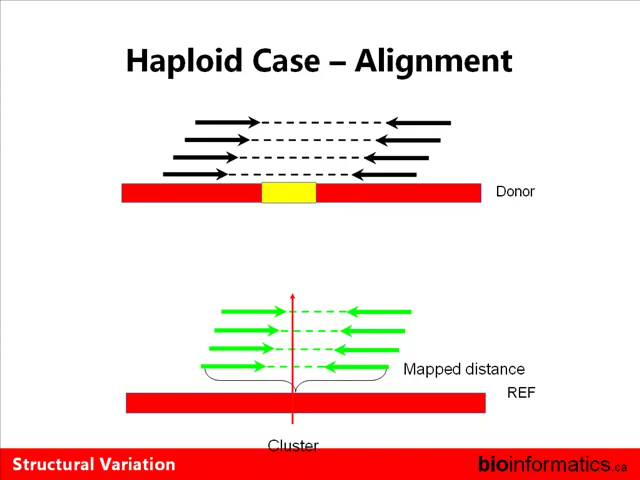 Haploid Case – Alignment
Donor
Mapped distance
REF
Cluster
Structural Variation
bioinformatics.ca